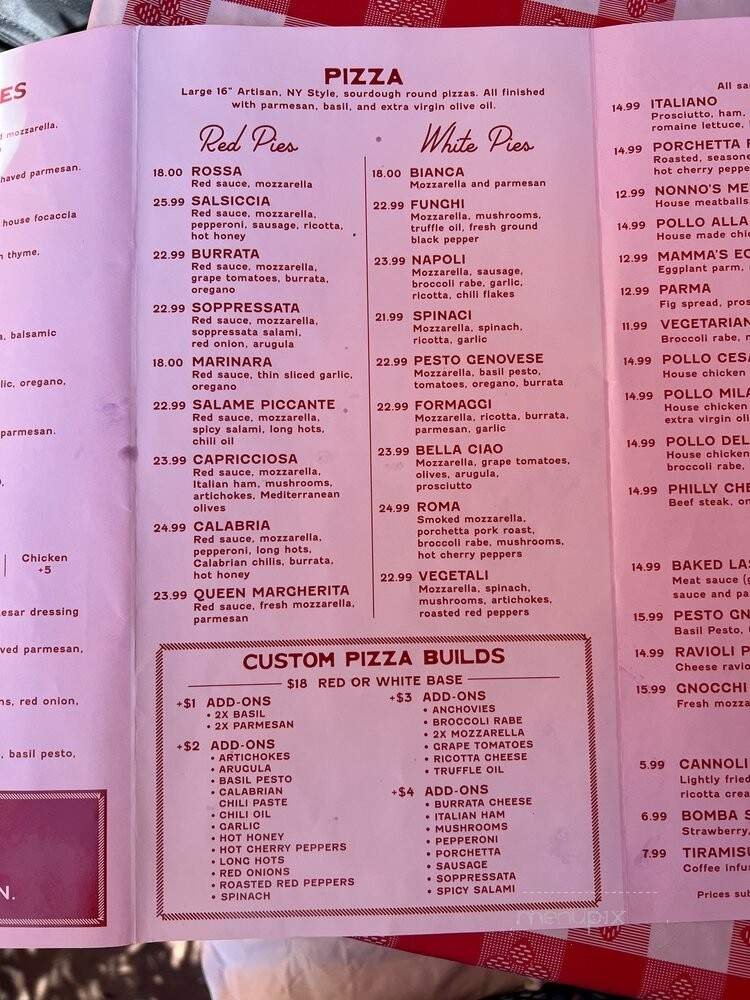 ES
mozzarella,
haved parmesan.
house focaccia
thyme,
balsamic
lic, oregano,
parmesan.
Chicken
+5
esar dressing
ved parmesan,
ns, red onion,
, basil pesto,
N.
PIZZA
Large 16" Artisan, NY Style, sourdough round pizzas. All finished
with parmesan, basil, and extra virgin olive oil.
Red Pies
18.00 ROSSA
Red sauce, mozzarella
25.99 SALSICCIA
Red sauce, mozzarella,
pepperoni, sausage, ricotta,
hot honey
22.99 BURRATA
Red sauce, mozzarella,
grape tomatoes, burrata,
oregano
22.99 SOPPRESSATA
Red sauce, mozzarella,
soppressata salami,
red onion, arugula
18.00 MARINARA
Red sauce, thin sliced garlic,
oregano
22.99 SALAME PICCANTE
Red sauce, mozzarella,
spicy salami, long hots,
chili oil
23.99 CAPRICCIOSA
Red sauce, mozzarella,
Italian ham, mushrooms,
artichokes, Mediterranean
olives
24.99 CALABRIA
Red sauce, mozzarella,
pepperoni, long hots,
Calabrian chilis, burrata,
hot honey
23.99 QUEEN MARGHERITA
Red sauce, fresh mozzarella,
parmesan
White Pies
18.00 BIANCA
Mozzarella and parmesan
22.99 FUNGHI
Mozzarella, mushrooms,
truffle oil, fresh ground
black pepper
23.99 NAPOLI
Mozzarella, sausage,
broccoli rabe, garlic,
ricotta, chili flakes
21.99 SPINACI
Mozzarella, spinach,
ricotta, garlic
22.99 PESTO GENOVESE
Mozzarella, basil pesto,
tomatoes, oregano, burrata
22.99 FORMAGGI
Mozzarella, ricotta, burrata,
parmesan, garlic
23.99 BELLA CIAO
Mozzarella, grape tomatoes,
olives, arugula,
prosciutto
24.99 ROMA
Smoked mozzarella,
porchetta pork roast,
broccoli rabe, mushrooms,
hot cherry peppers
22.99 VEGETALI
Mozzarella, spinach,
mushrooms, artichokes,
roasted red peppers
CUSTOM PIZZA BUILDS
$18 RED OR WHITE BASE
+$1 ADD-ONS
• 2X BASIL
• 2X PARMESAN
+$2 ADD-ONS
• ARTICHOKES
• ARUGULA
• BASIL PESTO
• CALABRIAN
CHILI PASTE
• CHILI OIL
• GARLIC
• HOT HONEY
• HOT CHERRY PEPPERS
• LONG HOTS
• RED ONIONS
• ROASTED RED PEPPERS
• SPINACH
+$3 ADD-ONS
• ANCHOVIES
• BROCCOLI RABE
• 2X MOZZARELLA
• GRAPE TOMATOES
• RICOTTA CHEESE
• TRUFFLE OIL
+$4 ADD-ONS
• BURRATA CHEESE
• ITALIAN HAM
• MUSHROOMS
• PEPPERONI
• PORCHETTA
• SAUSAGE
• SOPPRESSATA
• SPICY SALAMI
All sa
14.99 ITALIANO
Prosciutto, ham,
romaine lettuce,
14.99 PORCHETTA
Roasted, season
hot cherry peppe
12.99 NONNO'S ME
House meatballs
14.99 POLLO ALLA
House made chi
12.99 MAMMA'S EG
Eggplant parm,
12.99 PARMA
Fig spread, pros
11.99 VEGETARIAN
Broccoli rabe,
14.99 POLLO CESA
House chicken
14.99 POLLO MILA
House chicken
extra virgin oli
14.99 POLLO DEL
House chicken
broccoli rabe,
14.99 PHILLY CHE
Beef steak, on
14.99 BAKED LAS
Meat sauce (g
sauce and pa
15.99 PESTO GN
Basil Pesto,
14.99 RAVIOLI P
Cheese ravio
15.99 GNOCCHI
Fresh mozza
5.99 CANNOLI
Lightly fried
ricotta crea
6.99 BOMBA S
Strawberry,
7.99 TIRAMISU
Coffee infu
Prices sub
menupix